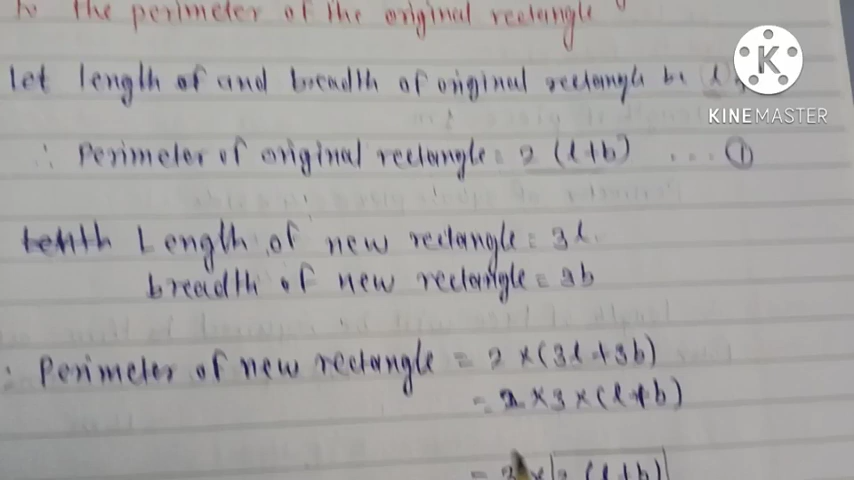 to the perimeter of the original rectangle
Let length of and breadth of original rectangle be (l
∴ Perimeter of original rectangle = 2 (l+b) ... ①
Length of new rectangle = 3l.
breadth of new rectangle = 3b
∴ Perimeter of new rectangle = 2 × (3l + 3b)
= 2 × 3 × (l + b)
= 3 × 2 (l + b)
KINEMASTER